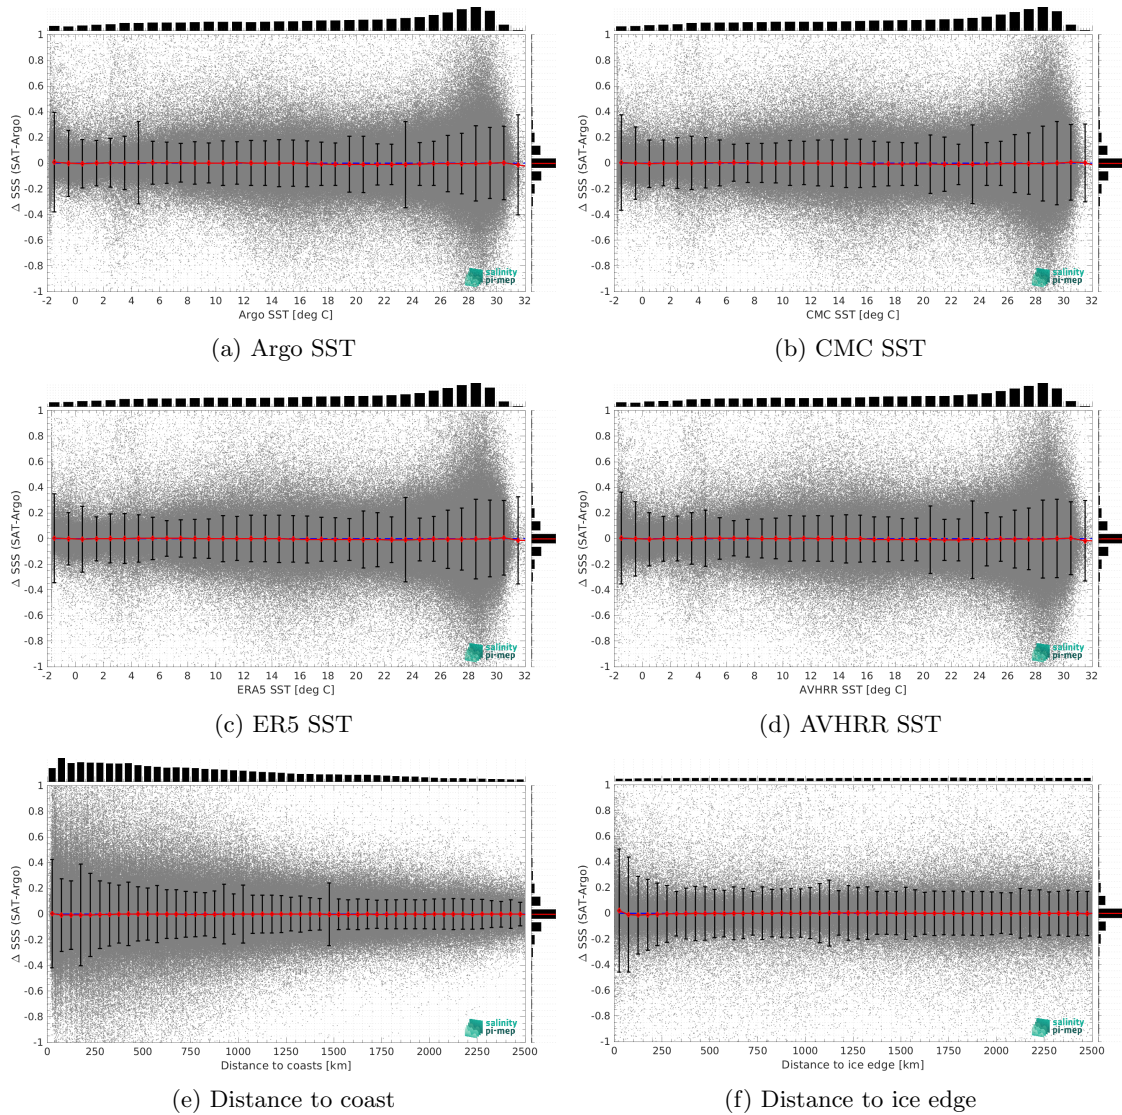 1
0.8
0.6
0.4
0.2
0
-0.2
-0.4
-0.6
-0.8
-1
Δ SSS (SAT-Argo)
-2 0 2 4 6 8 10 12 14 16 18 20 22 24 26 28 30 32
Argo SST [deg C]
salinity
pi-mep
(a) Argo SST
1
0.8
0.6
0.4
0.2
0
-0.2
-0.4
-0.6
-0.8
-1
Δ SSS (SAT-Argo)
-2 0 2 4 6 8 10 12 14 16 18 20 22 24 26 28 30 32
CMC SST [deg C]
salinity
pi-mep
(b) CMC SST
1
0.8
0.6
0.4
0.2
0
-0.2
-0.4
-0.6
-0.8
-1
Δ SSS (SAT-Argo)
-2 0 2 4 6 8 10 12 14 16 18 20 22 24 26 28 30 32
ERA5 SST [deg C]
salinity
pi-mep
(c) ER5 SST
1
0.8
0.6
0.4
0.2
0
-0.2
-0.4
-0.6
-0.8
-1
Δ SSS (SAT-Argo)
-2 0 2 4 6 8 10 12 14 16 18 20 22 24 26 28 30 32
AVHRR SST [deg C]
salinity
pi-mep
(d) AVHRR SST
1
0.8
0.6
0.4
0.2
0
-0.2
-0.4
-0.6
-0.8
-1
Δ SSS (SAT-Argo)
0 250 500 750 1000 1250 1500 1750 2000 2250 2500
Distance to coasts [km]
salinity
pi-mep
(e) Distance to coast
1
0.8
0.6
0.4
0.2
0
-0.2
-0.4
-0.6
-0.8
-1
Δ SSS (SAT-Argo)
0 250 500 750 1000 1250 1500 1750 2000 2250 2500
Distance to ice edge [km]
salinity
pi-mep
(f) Distance to ice edge